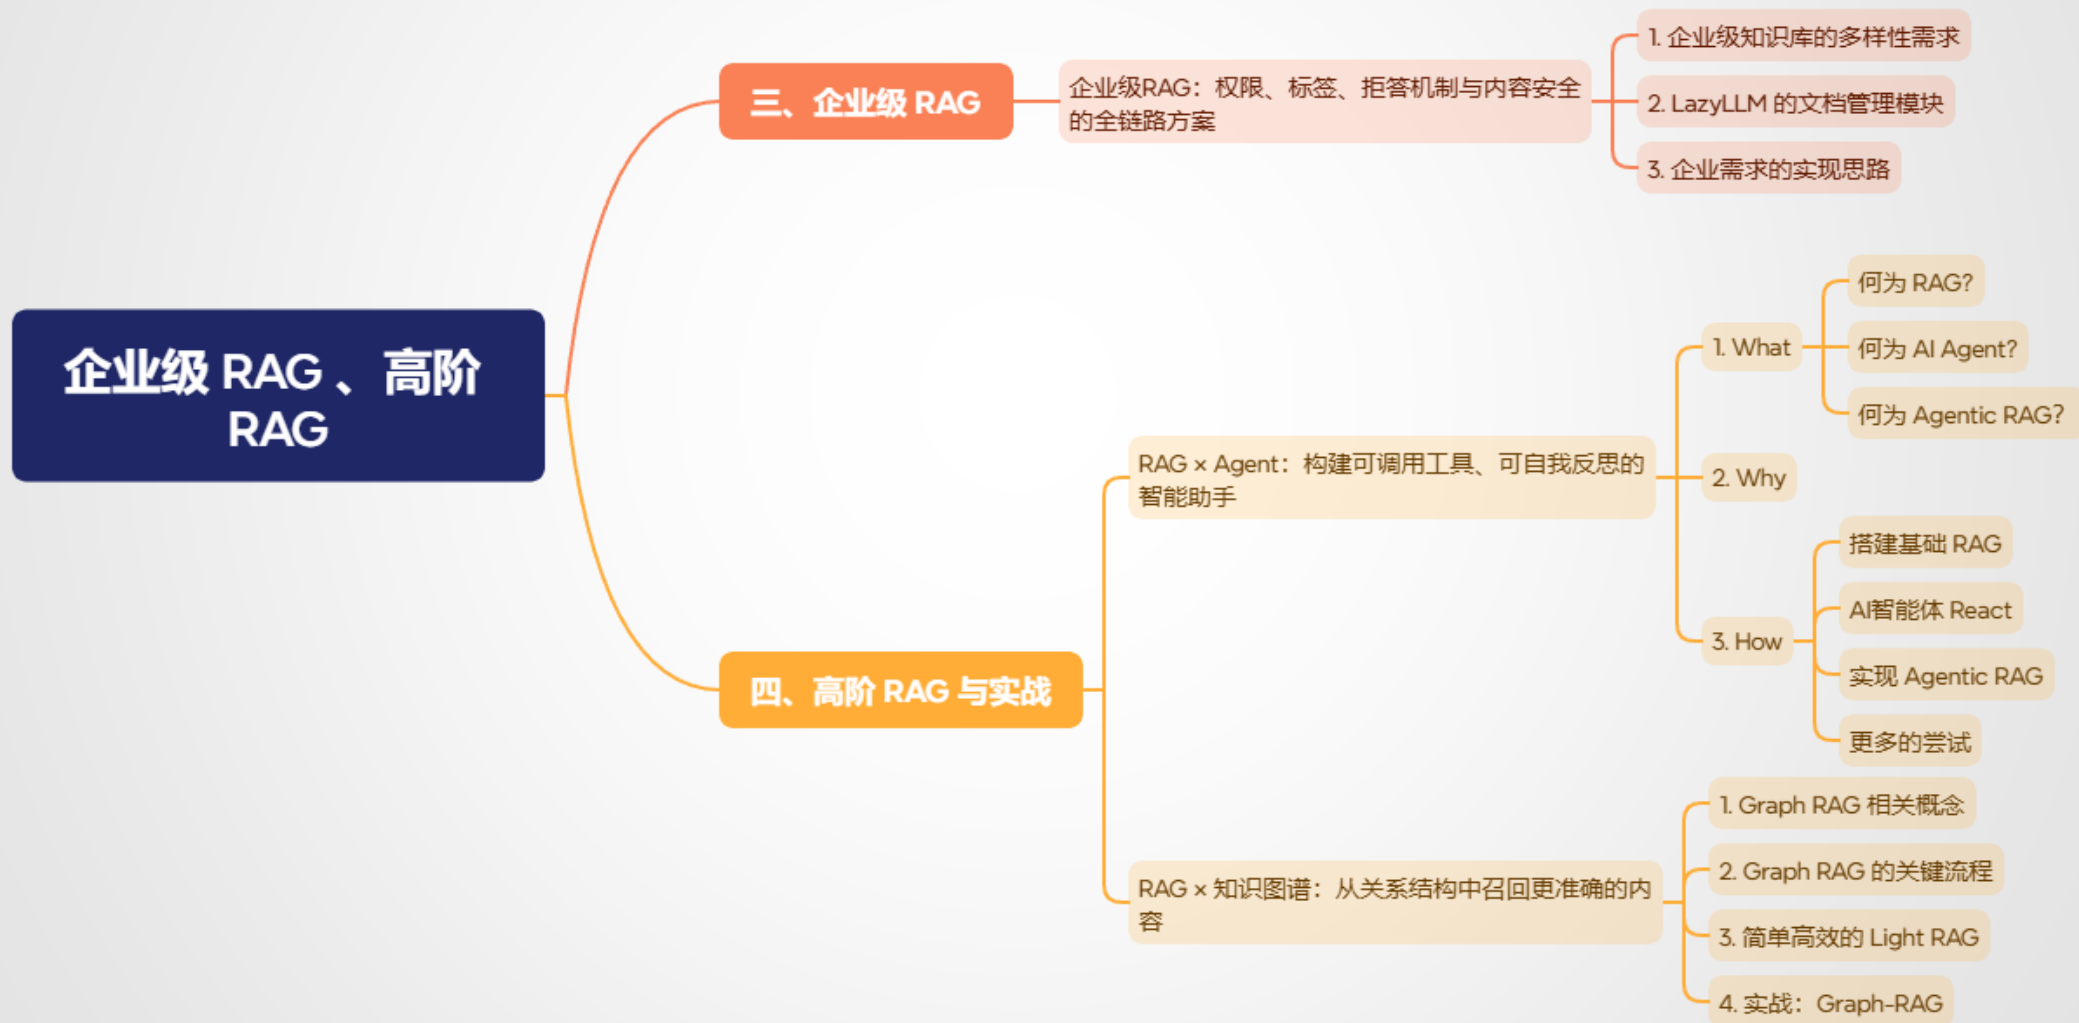 企业级 RAG 、高阶
RAG
三、企业级 RAG
企业级RAG：权限、标签、拒答机制与内容安全
的全链路方案
1. 企业级知识库的多样性需求
2. LazyLLM 的文档管理模块
3. 企业需求的实现思路
四、高阶 RAG 与实战
RAG × Agent：构建可调用工具、可自我反思的
智能助手
1. What
何为 RAG?
何为 AI Agent?
何为 Agentic RAG?
2. Why
3. How
搭建基础 RAG
AI智能体 React
实现 Agentic RAG
更多的尝试
RAG × 知识图谱：从关系结构中召回更准确的内
容
1. Graph RAG 相关概念
2. Graph RAG 的关键流程
3. 简单高效的 Light RAG
4. 实战：Graph-RAG